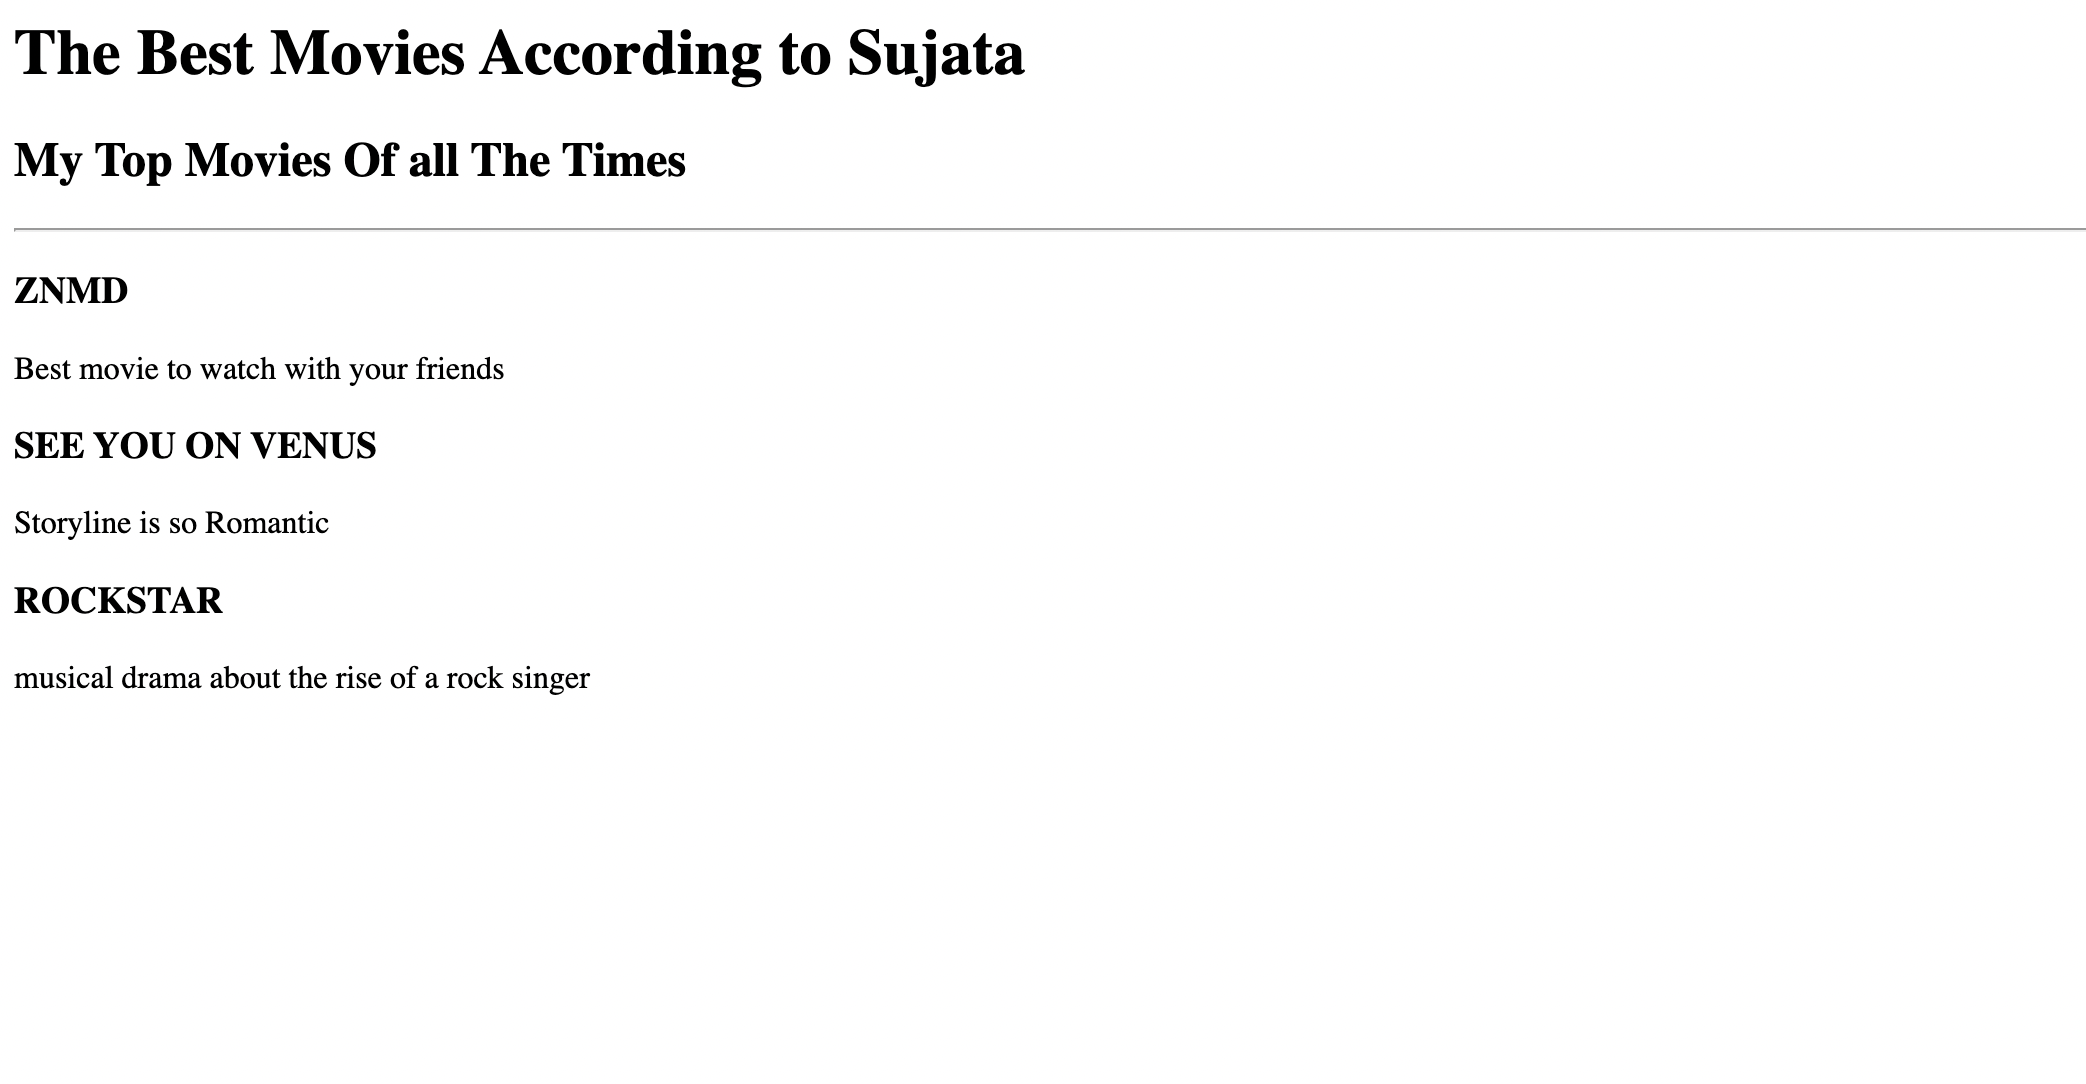 The Best Movies According to Sujata
My Top Movies Of all The Times
ZNMD
Best movie to watch with your friends
SEE YOU ON VENUS
Storyline is so Romantic
ROCKSTAR
musical drama about the rise of a rock singer